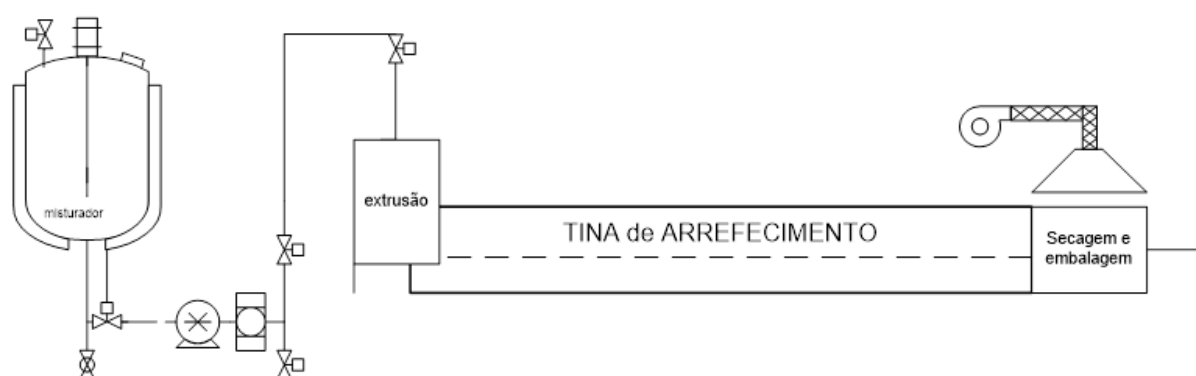 misturador
extrusão
TINA de ARREFECIMENTO
Secagem e
embalagem